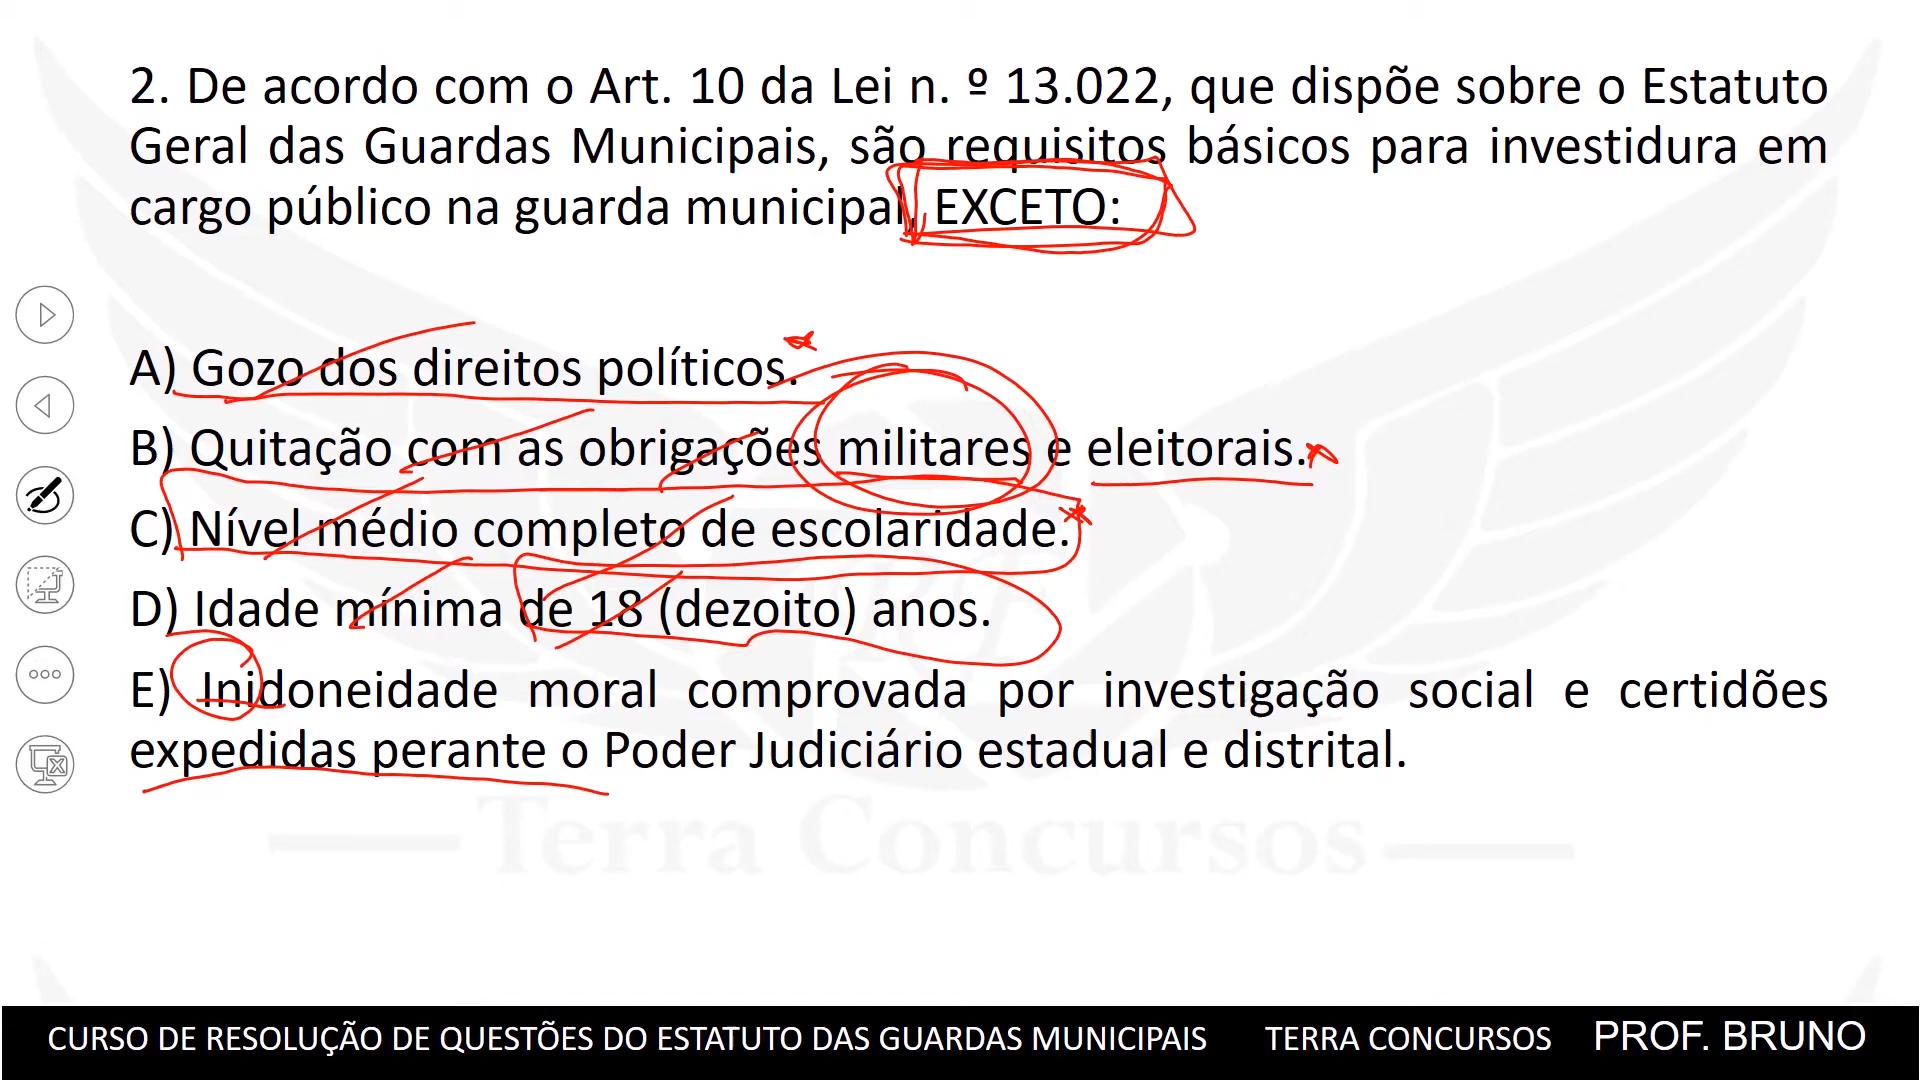 2. De acordo com o Art. 10 da Lei n. º 13.022, que dispõe sobre o Estatuto
Geral das Guardas Municipais, são requisitos básicos para investidura em
cargo público na guarda municipal, EXCETO:
A) Gozo dos direitos políticos.
B) Quitação com as obrigações militares e eleitorais.
C) Nível médio completo de escolaridade.
D) Idade mínima de 18 (dezoito) anos.
E) Inidoneidade moral comprovada por investigação social e certidões
expedidas perante o Poder Judiciário estadual e distrital.
Terra Concursos
CURSO DE RESOLUÇÃO DE QUESTÕES DO ESTATUTO DAS GUARDAS MUNICIPAIS TERRA CONCURSOS PROF. BRUNO